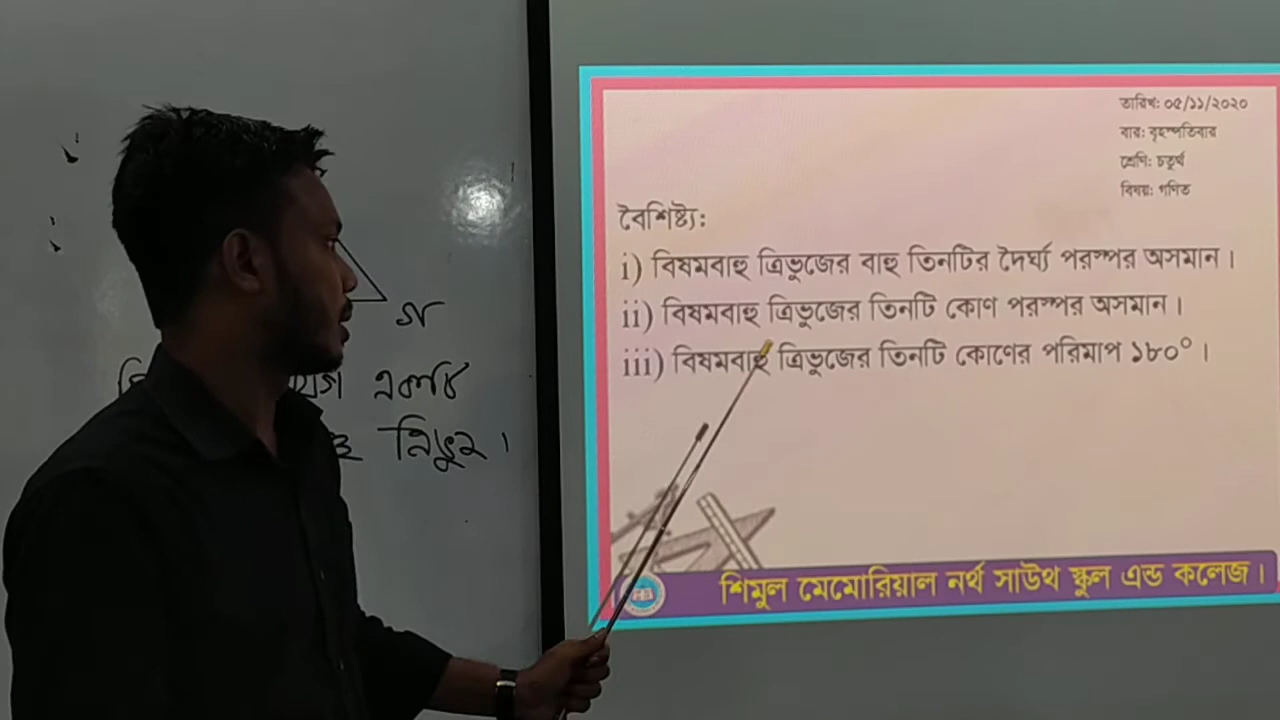 তারিখ: ০৫/১১/২০২০
বার: বৃহস্পতিবার
শ্রেণি: চতুর্থ
বিষয়: গণিত
বৈশিষ্ট্য:
i) বিষমবাহু ত্রিভুজের বাহু তিনটির দৈর্ঘ্য পরস্পর অসমান।
ii) বিষমবাহু ত্রিভুজের তিনটি কোণ পরস্পর অসমান।
iii) বিষমবাহু ত্রিভুজের তিনটি কোণের পরিমাপ ১৮০°।
শিমুল মেমোরিয়াল নর্থ সাউথ স্কুল এন্ড কলেজ।
গ
একটি
ত্রিভুজ।